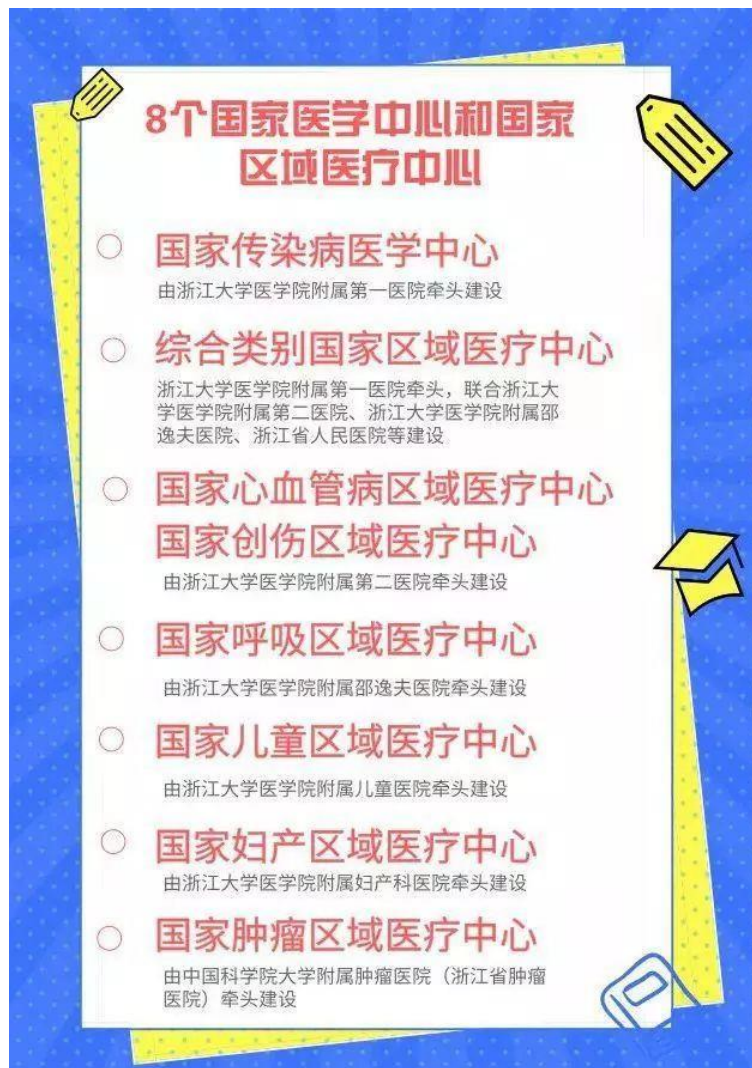 8个国家医学中心和国家
区域医疗中心
国家传染病医学中心
由浙江大学医学院附属第一医院牵头建设
综合类别国家区域医疗中心
浙江大学医学院附属第一医院牵头，联合浙江大
学医学院附属第二医院、浙江大学医学院附属邵
逸夫医院、浙江省人民医院等建设
国家心血管病区域医疗中心
国家创伤区域医疗中心
由浙江大学医学院附属第二医院牵头建设
国家呼吸区域医疗中心
由浙江大学医学院附属邵逸夫医院牵头建设
国家儿童区域医疗中心
由浙江大学医学院附属儿童医院牵头建设
国家妇产区域医疗中心
由浙江大学医学院附属妇产科医院牵头建设
国家肿瘤区域医疗中心
由中国科学院大学附属肿瘤医院（浙江省肿瘤
医院）牵头建设